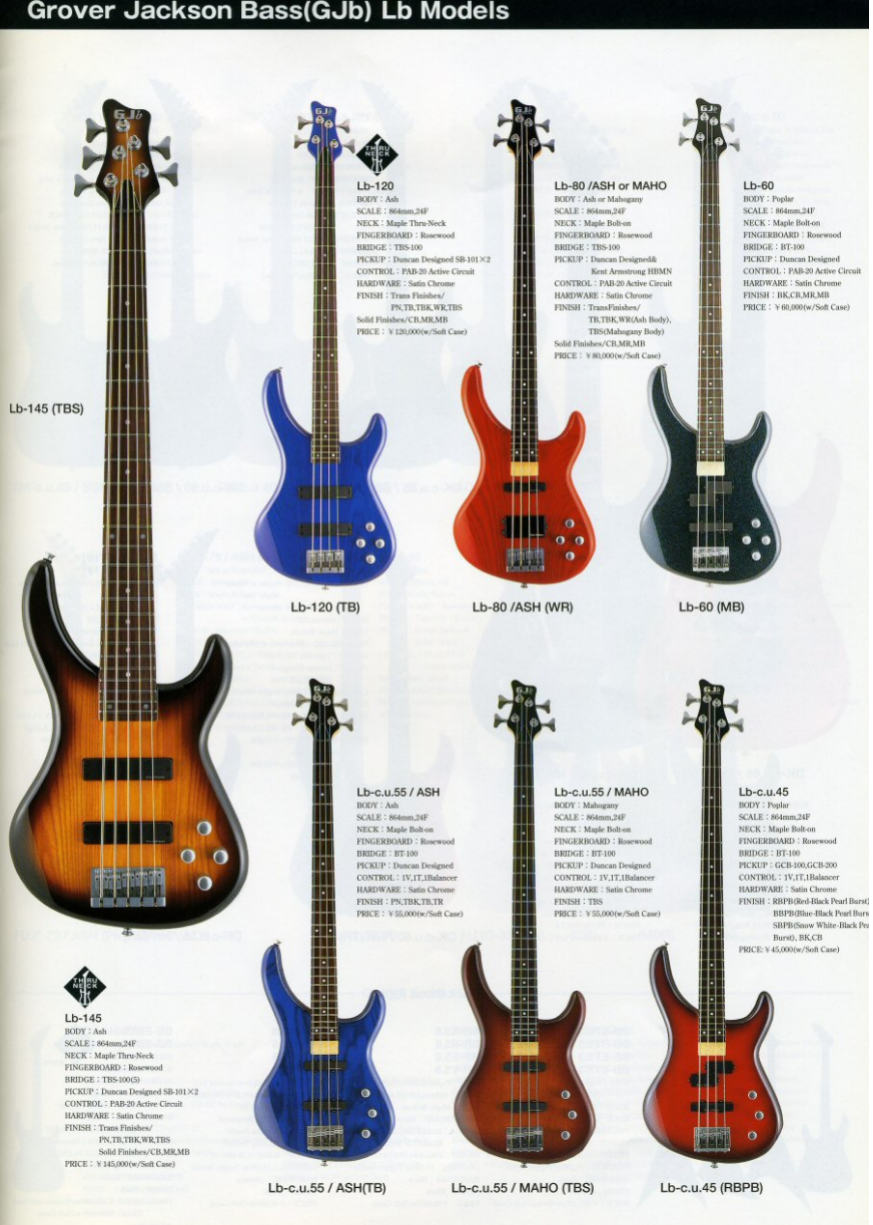 Grover Jackson Bass(GJb) Lb Models
GJb
Lb-145 (TBS)
THRU
NECK
Lb-145
BODY : Ash
SCALE : 864mm,24F
NECK : Maple Thru-Neck
FINGERBOARD : Rosewood
BRIDGE : TBS-100(5)
PICKUP : Duncan Designed SB-101×2
CONTROL : PAB-20 Active Circuit
HARDWARE : Satin Chrome
FINISH : Trans Finishes/
PN,TB,TBK,WR,TBS
Solid Finishes/CB,MR,MB
PRICE : ¥145,000(w/Soft Case)
GJb
THRU
NECK
Lb-120
BODY : Ash
SCALE : 864mm,24F
NECK : Maple Thru-Neck
FINGERBOARD : Rosewood
BRIDGE : TBS-100
PICKUP : Duncan Designed SB-101×2
CONTROL : PAB-20 Active Circuit
HARDWARE : Satin Chrome
FINISH : Trans Finishes/
PN,TB,TBK,WR,TBS
Solid Finishes/CB,MR,MB
PRICE : ¥120,000(w/Soft Case)
Lb-120 (TB)
GJb
Lb-80 /ASH or MAHO
BODY : Ash or Mahogany
SCALE : 864mm,24F
NECK : Maple Bolt-on
FINGERBOARD : Rosewood
BRIDGE : TBS-100
PICKUP : Duncan Designed&
Kent Armstrong HBMN
CONTROL : PAB-20 Active Circuit
HARDWARE : Satin Chrome
FINISH : TransFinishes/
TB,TBK,WR(Ash Body),
TBS(Mahogany Body)
Solid Finishes/CB,MR,MB
PRICE : ¥80,000(w/Soft Case)
Lb-80 /ASH (WR)
GJb
Lb-60
BODY : Poplar
SCALE : 864mm,24F
NECK : Maple Bolt-on
FINGERBOARD : Rosewood
BRIDGE : BT-100
PICKUP : Duncan Designed
CONTROL : PAB-20 Active Circuit
HARDWARE : Satin Chrome
FINISH : BK,CB,MR,MB
PRICE : ¥60,000(w/Soft Case)
Lb-60 (MB)
GJb
Lb-c.u.55 / ASH
BODY : Ash
SCALE : 864mm,24F
NECK : Maple Bolt-on
FINGERBOARD : Rosewood
BRIDGE : BT-100
PICKUP : Duncan Designed
CONTROL : 1V,1T,1Balancer
HARDWARE : Satin Chrome
FINISH : PN,TBK,TB,TR
PRICE : ¥55,000(w/Soft Case)
Lb-c.u.55 / ASH(TB)
GJb
Lb-c.u.55 / MAHO
BODY : Mahogany
SCALE : 864mm,24F
NECK : Maple Bolt-on
FINGERBOARD : Rosewood
BRIDGE : BT-100
PICKUP : Duncan Designed
CONTROL : 1V,1T,1Balancer
HARDWARE : Satin Chrome
FINISH : TBS
PRICE : ¥55,000(w/Soft Case)
Lb-c.u.55 / MAHO (TBS)
GJb
Lb-c.u.45
BODY : Poplar
SCALE : 864mm,24F
NECK : Maple Bolt-on
FINGERBOARD : Rosewood
BRIDGE : BT-100
PICKUP : GCB-100,GCB-200
CONTROL : 1V,1T,1Balancer
HARDWARE : Satin Chrome
FINISH : RBPB(Red-Black Pearl Burst)
BBPB(Blue-Black Pearl Burs
SBPB(Snow White-Black Pea
Burst), BK,CB
PRICE: ¥45,000(w/Soft Case)
Lb-c.u.45 (RBPB)